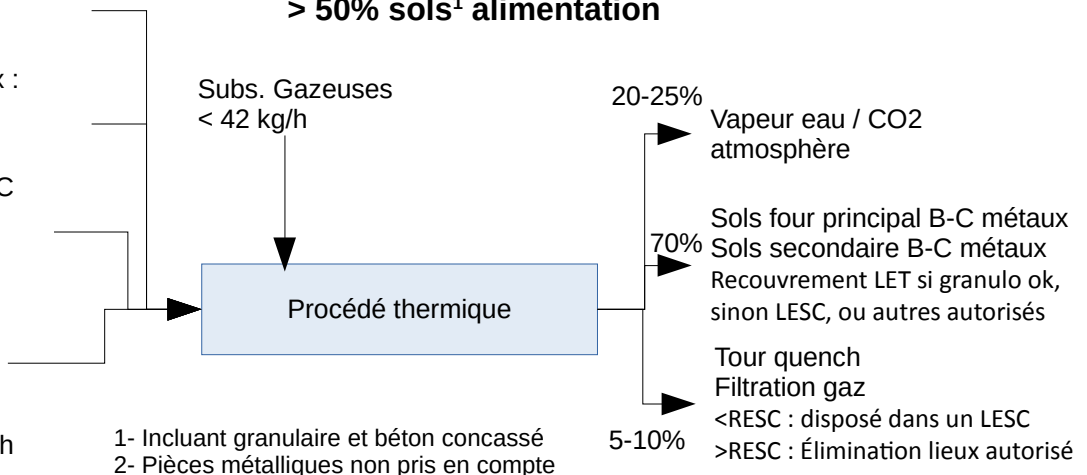 > 50% sols¹ alimentation
x :
Subs. Gazeuses
< 42 kg/h
20-25%
Vapeur eau / CO2
atmosphère
C
Sols four principal B-C métaux
70%
Sols secondaire B-C métaux
Recouvrement LET si granulo ok,
sinon LESC, ou autres autorisés
Procédé thermique
Tour quench
Filtration gaz
<RESC : disposé dans un LESC
>RESC : Élimination lieux autorisé
5-10%
h
1- Incluant granulaire et béton concassé
2- Pièces métalliques non pris en compte